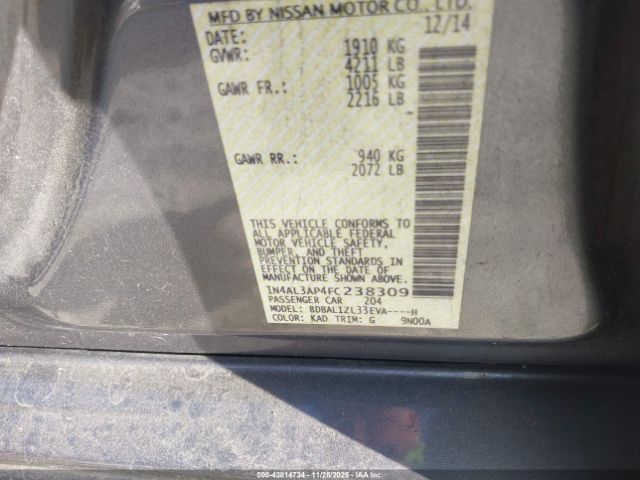 MFD BY NISSAN MOTOR CO., LTD.
DATE: 12/14
GVWR: 1910 KG
4211 LB
GAWR FR.: 1005 KG
2216 LB
GAWR RR.: 940 KG
2072 LB
THIS VEHICLE CONFORMS TO
ALL APPLICABLE FEDERAL
MOTOR VEHICLE SAFETY,
BUMPER, AND THEFT
PREVENTION STANDARDS IN
EFFECT ON THE DATE OF
MANUFACTURE SHOWN ABOVE.
1N4AL3AP4FC238309
PASSENGER CAR 204
MODEL: BDBALIZL33EVA----H
COLOR: KAD TRIM: G 9N00A
000-43814734 | 11/28/2025 - IAAI.COM